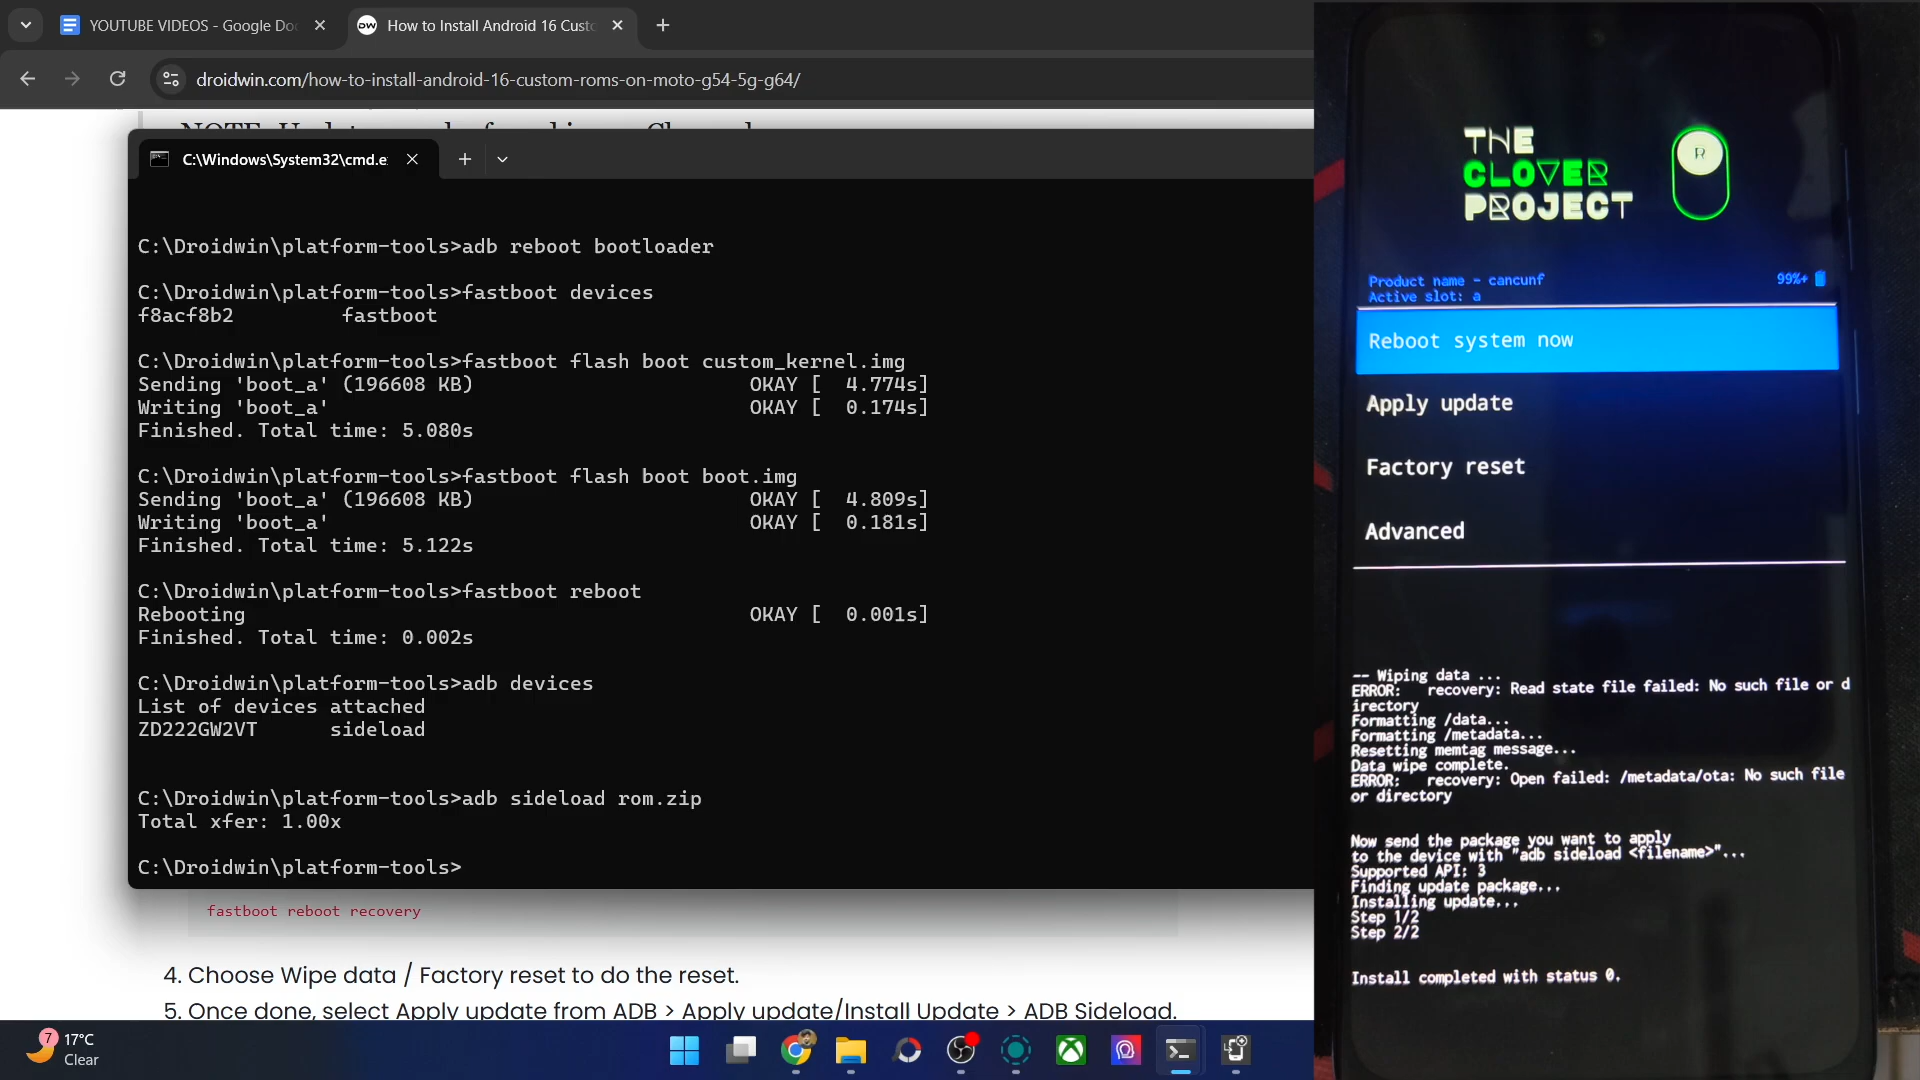 YOUTUBE VIDEOS - Google Do
How to Install Android 16 Custo
droidwin.com/how-to-install-android-16-custom-roms-on-moto-g54-5g-g64/
C:\Windows\System32\cmd.e
C:\Droidwin\platform-tools>adb reboot bootloader
C:\Droidwin\platform-tools>fastboot devices
f8acf8b2 fastboot
C:\Droidwin\platform-tools>fastboot flash boot custom_kernel.img
Sending 'boot_a' (196608 KB) OKAY [ 4.774s]
Writing 'boot_a' OKAY [ 0.174s]
Finished. Total time: 5.080s
C:\Droidwin\platform-tools>fastboot flash boot boot.img
Sending 'boot_a' (196608 KB) OKAY [ 4.809s]
Writing 'boot_a' OKAY [ 0.181s]
Finished. Total time: 5.122s
C:\Droidwin\platform-tools>fastboot reboot
Rebooting OKAY [ 0.001s]
Finished. Total time: 0.002s
C:\Droidwin\platform-tools>adb devices
List of devices attached
ZD222GW2VT sideload
C:\Droidwin\platform-tools>adb sideload rom.zip
Total xfer: 1.00x
C:\Droidwin\platform-tools>
fastboot reboot recovery
4. Choose Wipe data / Factory reset to do the reset.
5. Once done, select Apply update from ADB > Apply update/Install Update > ADB Sideload.
7
17°C
Clear
THE
CLOVER
PROJECT
R
Product name - cancunf
99%+
Active slot: a
Reboot system now
Apply update
Factory reset
Advanced
-- Wiping data ...
ERROR: recovery: Read state file failed: No such file or d
irectory
Formatting /data...
Formatting /metadata...
Resetting memtag message...
Data wipe complete.
ERROR: recovery: Open failed: /metadata/ota: No such file
or directory
Now send the package you want to apply
to the device with "adb sideload <filename>"...
Supported API: 3
Finding update package...
Installing update...
Step 1/2
Step 2/2
Install completed with status 0.